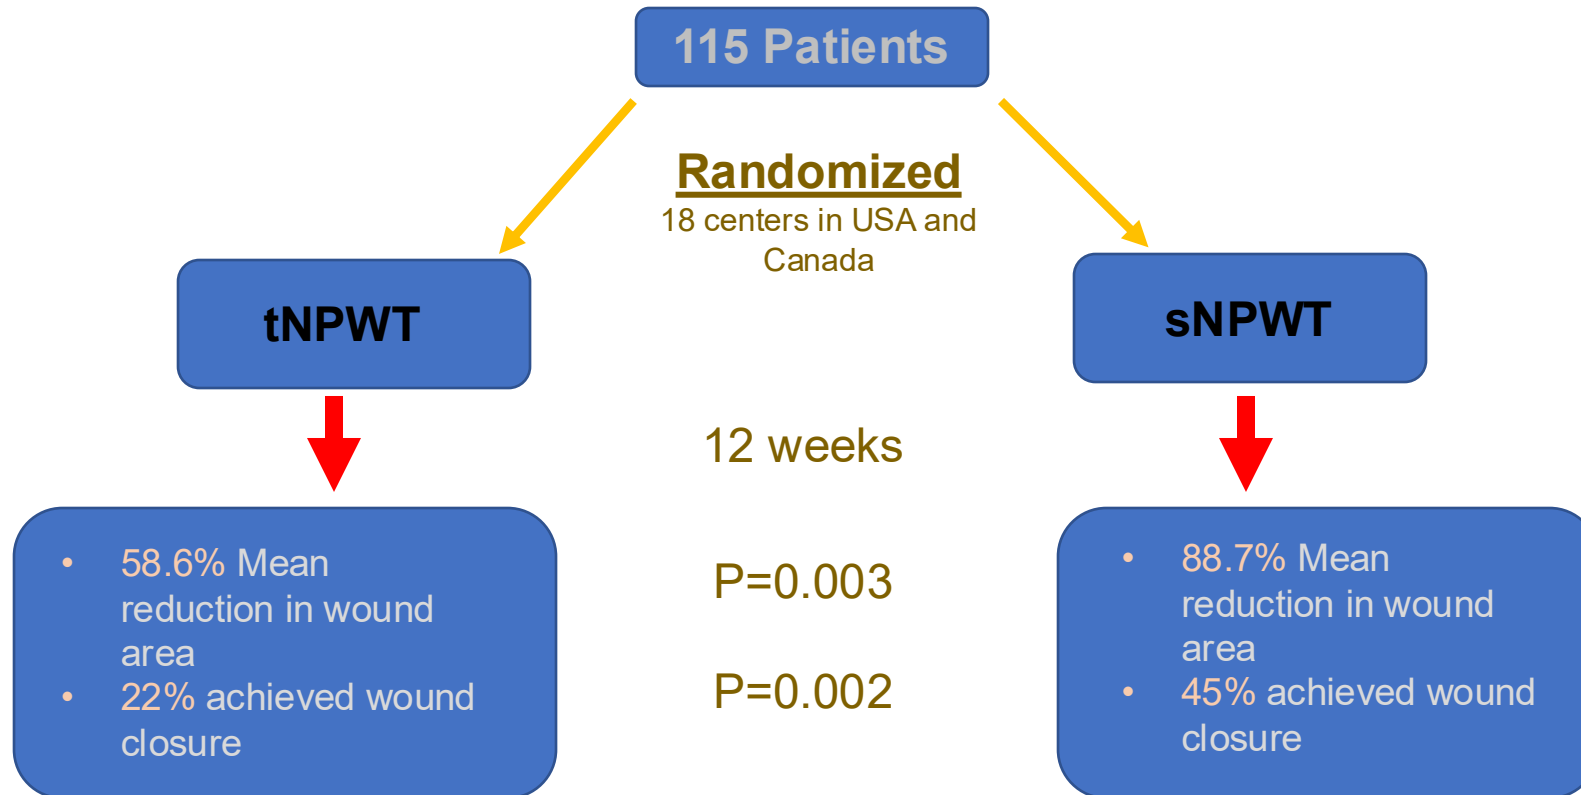 115 Patients
Randomized
18 centers in USA and
Canada
tNPWT
sNPWT
12 weeks
• 58.6% Mean
reduction in wound
area
• 22% achieved wound
closure
P=0.003
P=0.002
• 88.7% Mean
reduction in wound
area
• 45% achieved wound
closure